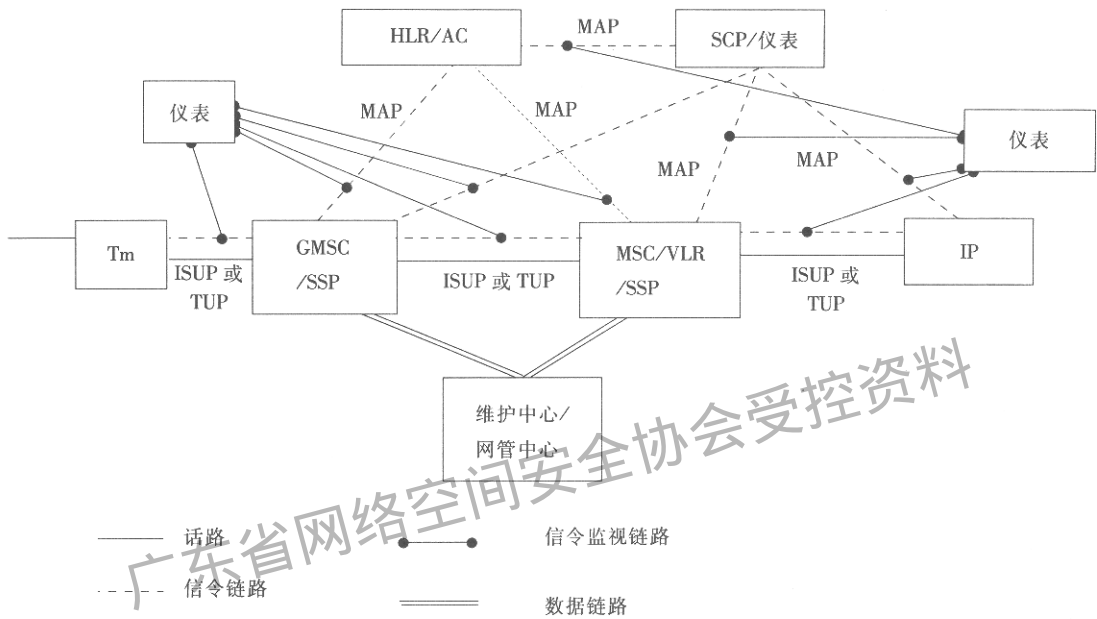 HLR/AC
MAP
SCP/仪表
仪表
MAP
MAP
仪表
MAP
MAP
Tm
GMSC
/SSP
MSC/VLR
/SSP
IP
ISUP 或
TUP
ISUP 或 TUP
ISUP 或
TUP
维护中心/
网管中心
广东省网络空间安全协会受控资料
话路
信令监视链路
信令链路
数据链路